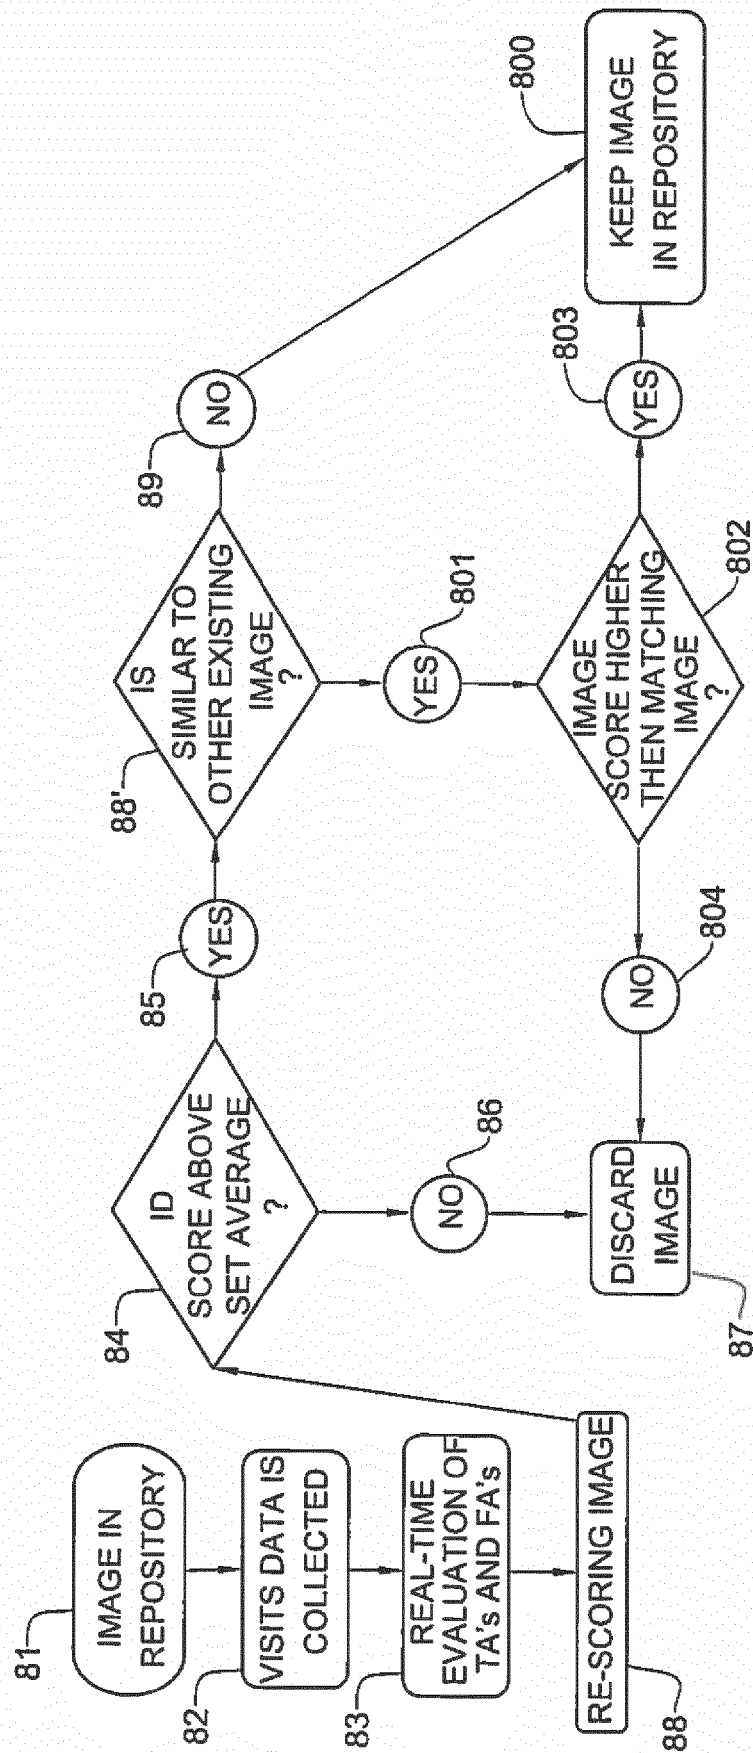 81
IMAGE IN
REPOSITORY
82
VISITS DATA IS
COLLECTED
83
REAL-TIME
EVALUATION OF
TA's AND FA's
88
RE-SCORING IMAGE
84
ID
SCORE ABOVE
SET AVERAGE
?
85
YES
86
NO
87
DISCARD
IMAGE
88'
IS
SIMILAR TO
OTHER EXISTING
IMAGE
?
89
NO
801
YES
802
IMAGE
SCORE HIGHER
THEN MATCHING
IMAGE
?
804
NO
803
YES
800
KEEP IMAGE
IN REPOSITORY